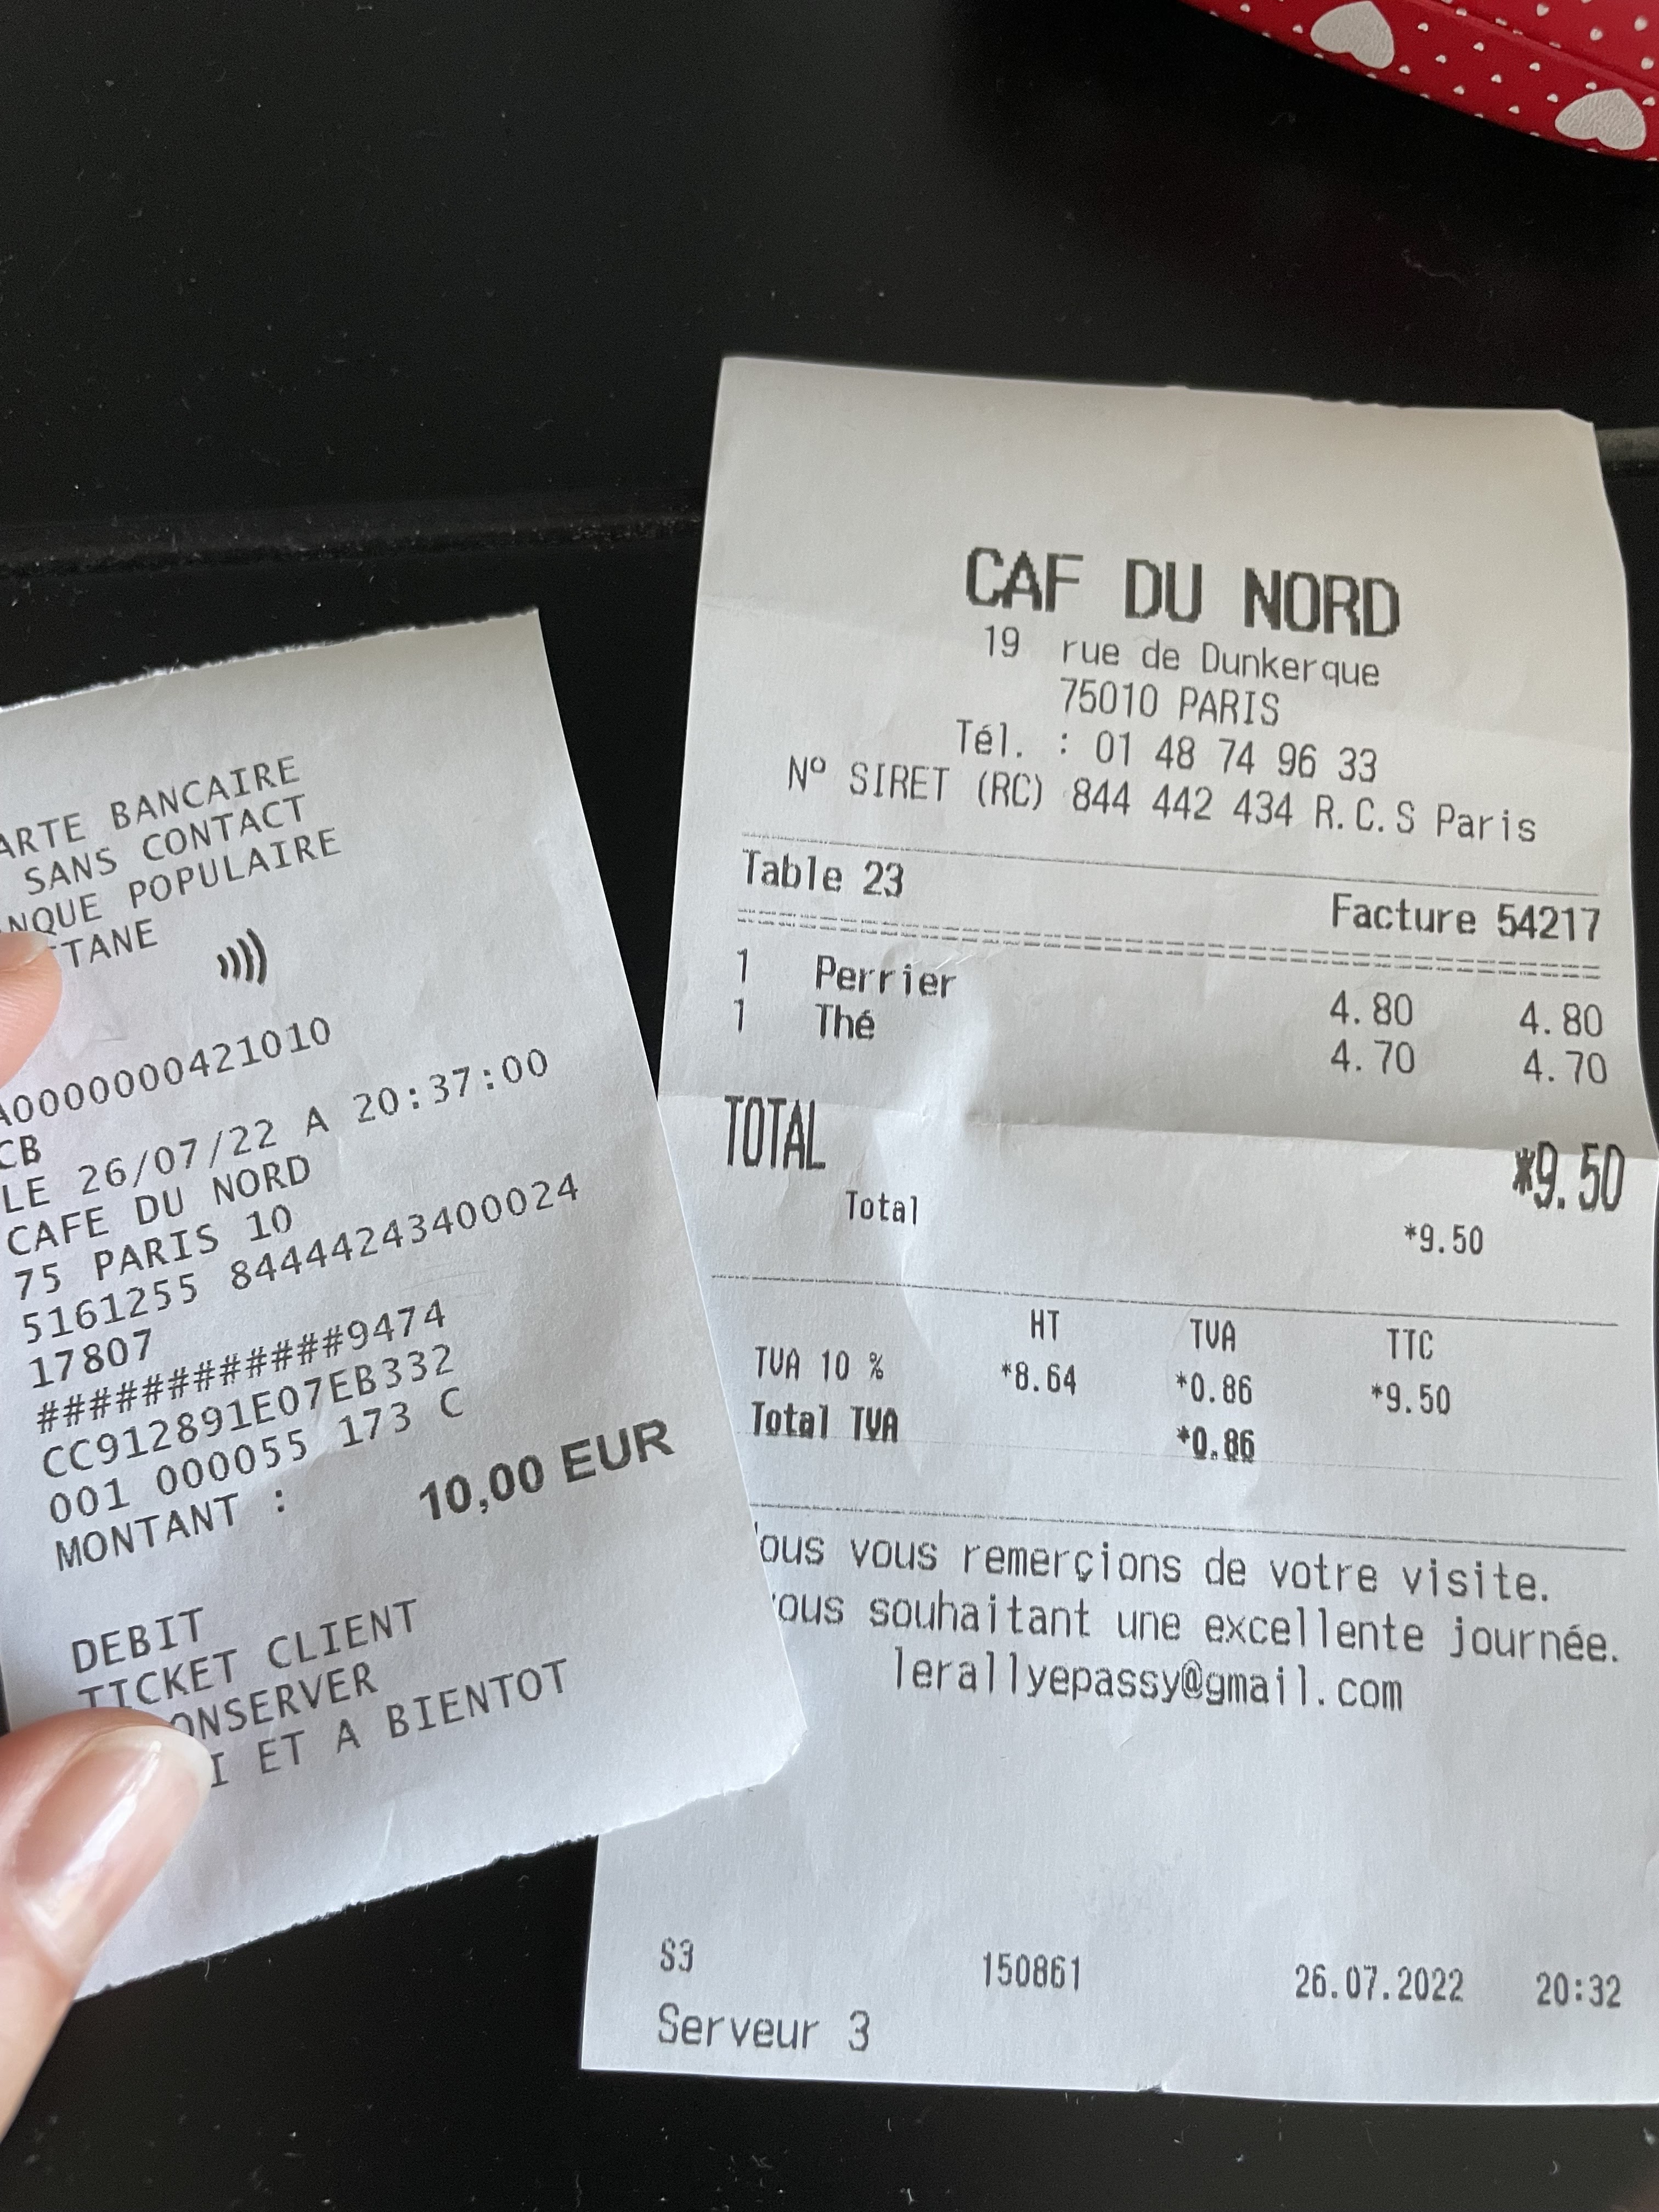 ARTE BANCAIRE
SANS CONTACT
NQUE POPULAIRE
TANE
A0000000421010
CB
LE 26/07/22 A 20:37:00
CAFE DU NORD
75 PARIS 10
5161255 84444243400024
17807
############9474
CC912891E07EB332
001 000055 173 C
MONTANT : 10,00 EUR
DEBIT
TICKET CLIENT
ONSERVER
I ET A BIENTOT
CAF DU NORD
19 rue de Dunkerque
75010 PARIS
Tél. : 01 48 74 96 33
Nº SIRET (RC) 844 442 434 R.C.S Paris
Table 23 Facture 54217
1 Perrier 4.80 4.80
1 Thé 4.70 4.70
TOTAL *9.50
Total *9.50
HT TVA TTC
TVA 10 % *8.64 *0.86 *9.50
Total TVA *0.86
ous vous remerçions de votre visite.
ous souhaitant une excellente journée.
lerallyepassy@gmail.com
S3 150861 26.07.2022 20:32
Serveur 3